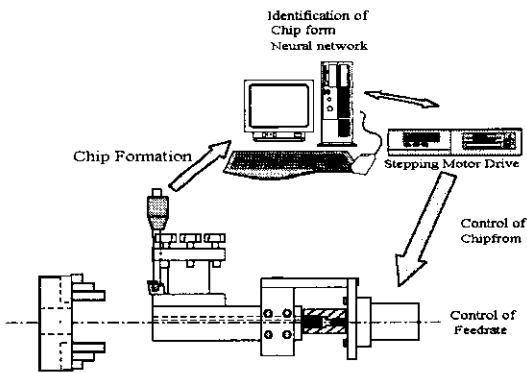 Identification of
Chip form
Neural network
Chip Formation
Stepping Motor Drive
Control of
Chipfrom
Control of
Feedrate